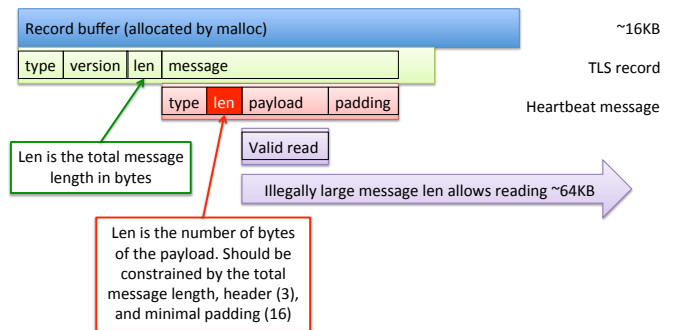 Record buffer (allocated by malloc) ~16KB
type version len message TLS record
type len payload padding Heartbeat message
Valid read
Len is the total message
length in bytes
Illegally large message len allows reading ~64KB
Len is the number of bytes
of the payload. Should be
constrained by the total
message length, header (3),
and minimal padding (16)